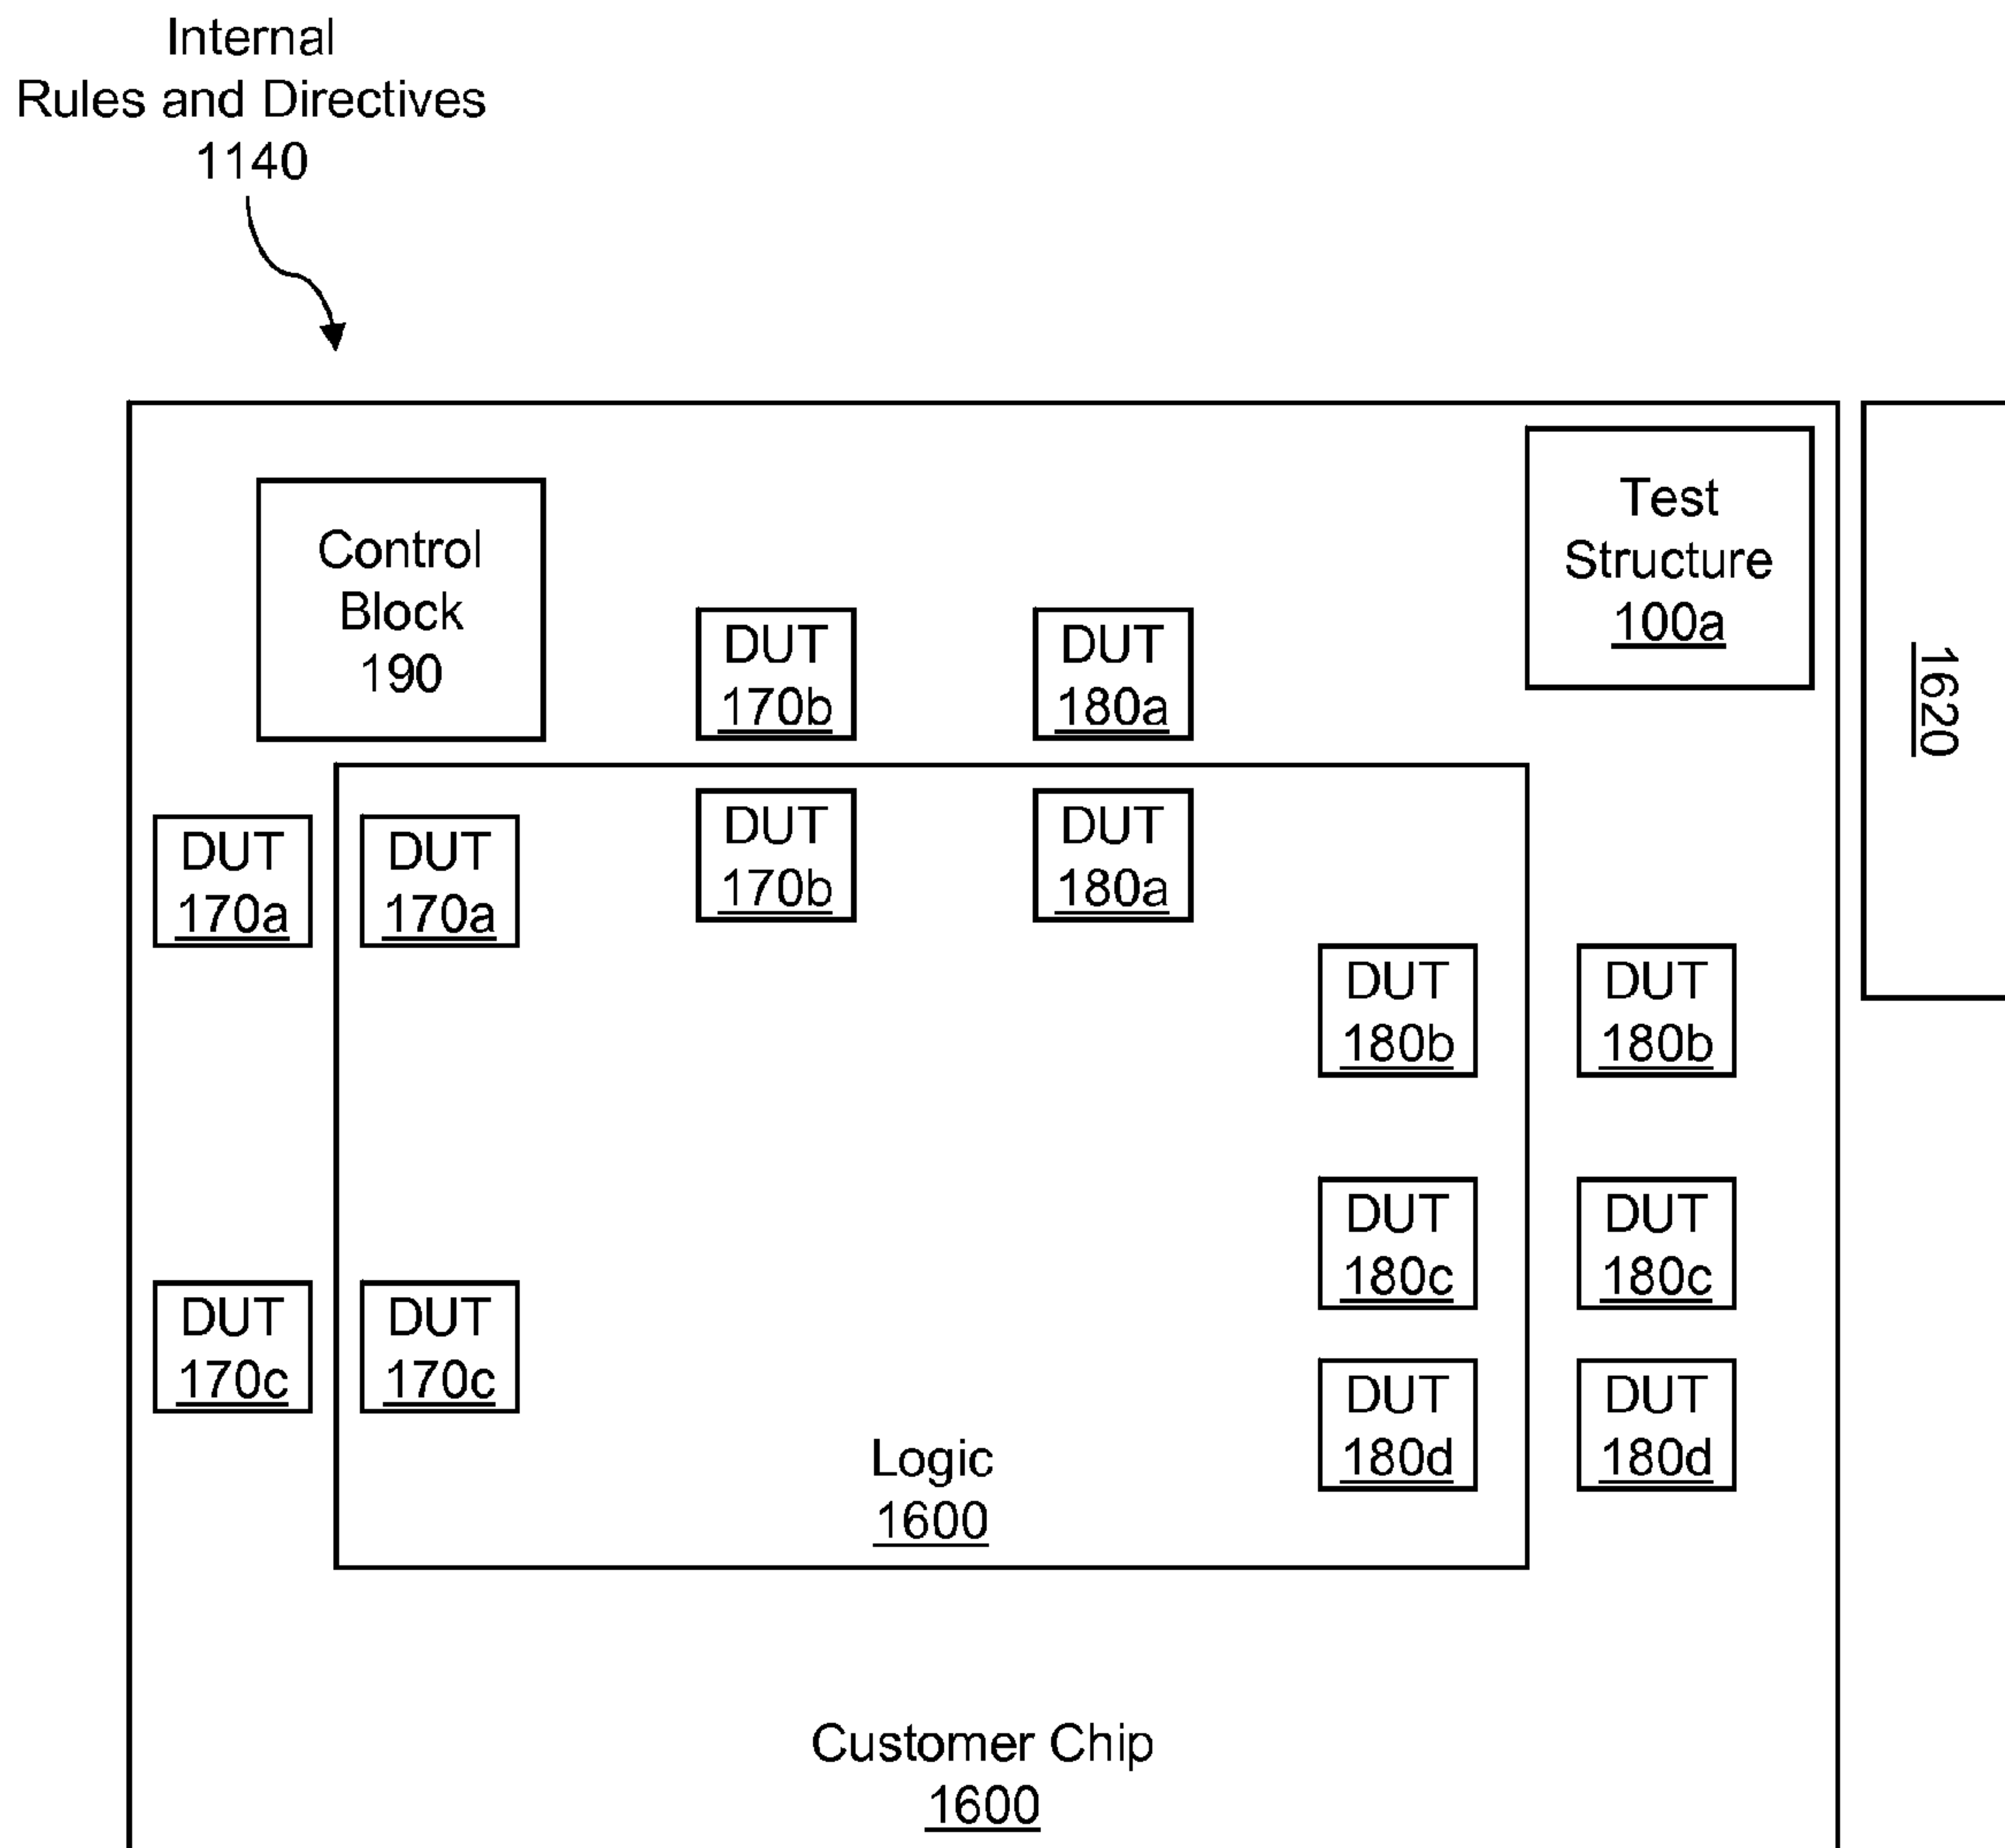 Internal
Rules and Directives
1140
Control
Block
190
Test
Structure
100a
1620
DUT
170b
DUT
180a
DUT
170b
DUT
180a
DUT
170a
DUT
170a
DUT
180b
DUT
180b
DUT
180c
DUT
180c
DUT
170c
DUT
170c
DUT
180d
DUT
180d
Logic
1600
Customer Chip
1600